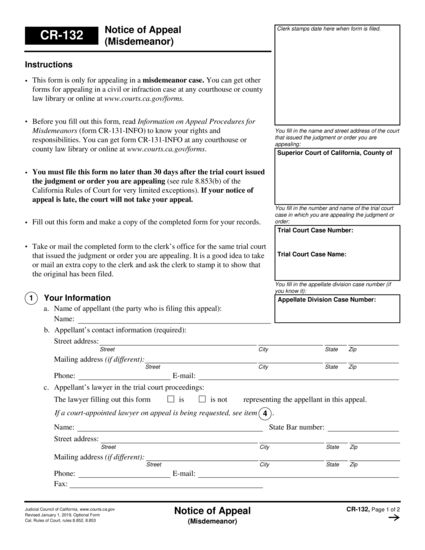 CR-132
Notice of Appeal
(Misdemeanor)
Clerk stamps date here when form is filed.
Instructions
• This form is only for appealing in a misdemeanor case. You can get other
forms for appealing in a civil or infraction case at any courthouse or county
law library or online at www.courts.ca.gov/forms.
• Before you fill out this form, read Information on Appeal Procedures for
Misdemeanors (form CR-131-INFO) to know your rights and
responsibilities. You can get form CR-131-INFO at any courthouse or
county law library or online at www.courts.ca.gov/forms.
• You must file this form no later than 30 days after the trial court issued
the judgment or order you are appealing (see rule 8.853(b) of the
California Rules of Court for very limited exceptions). If your notice of
appeal is late, the court will not take your appeal.
• Fill out this form and make a copy of the completed form for your records.
• Take or mail the completed form to the clerk's office for the same trial court
that issued the judgment or order you are appealing. It is a good idea to take
or mail an extra copy to the clerk and ask the clerk to stamp it to show that
the original has been filed.
You fill in the name and street address of the court
that issued the judgment or order you are
appealing:
Superior Court of California, County of
You fill in the number and name of the trial court
case in which you are appealing the judgment or
order:
Trial Court Case Number:
Trial Court Case Name:
You fill in the appellate division case number (if
you know it):
Appellate Division Case Number:
1 Your Information
a. Name of appellant (the party who is filing this appeal):
Name:
b. Appellant's contact information (required):
Street address:
Street City State Zip
Mailing address (if different):
Street City State Zip
Phone: E-mail:
c. Appellant's lawyer in the trial court proceedings:
The lawyer filling out this form is is not representing the appellant in this appeal.
If a court-appointed lawyer on appeal is being requested, see item 4.
Name: State Bar number:
Street address:
Street City State Zip
Mailing address (if different):
Street City State Zip
Phone: E-mail:
Fax:
Judicial Council of California, www.courts.ca.gov
Revised January 1, 2019, Optional Form
Cal. Rules of Court, rules 8.852, 8.853
Notice of Appeal
(Misdemeanor)
CR-132, Page 1 of 2